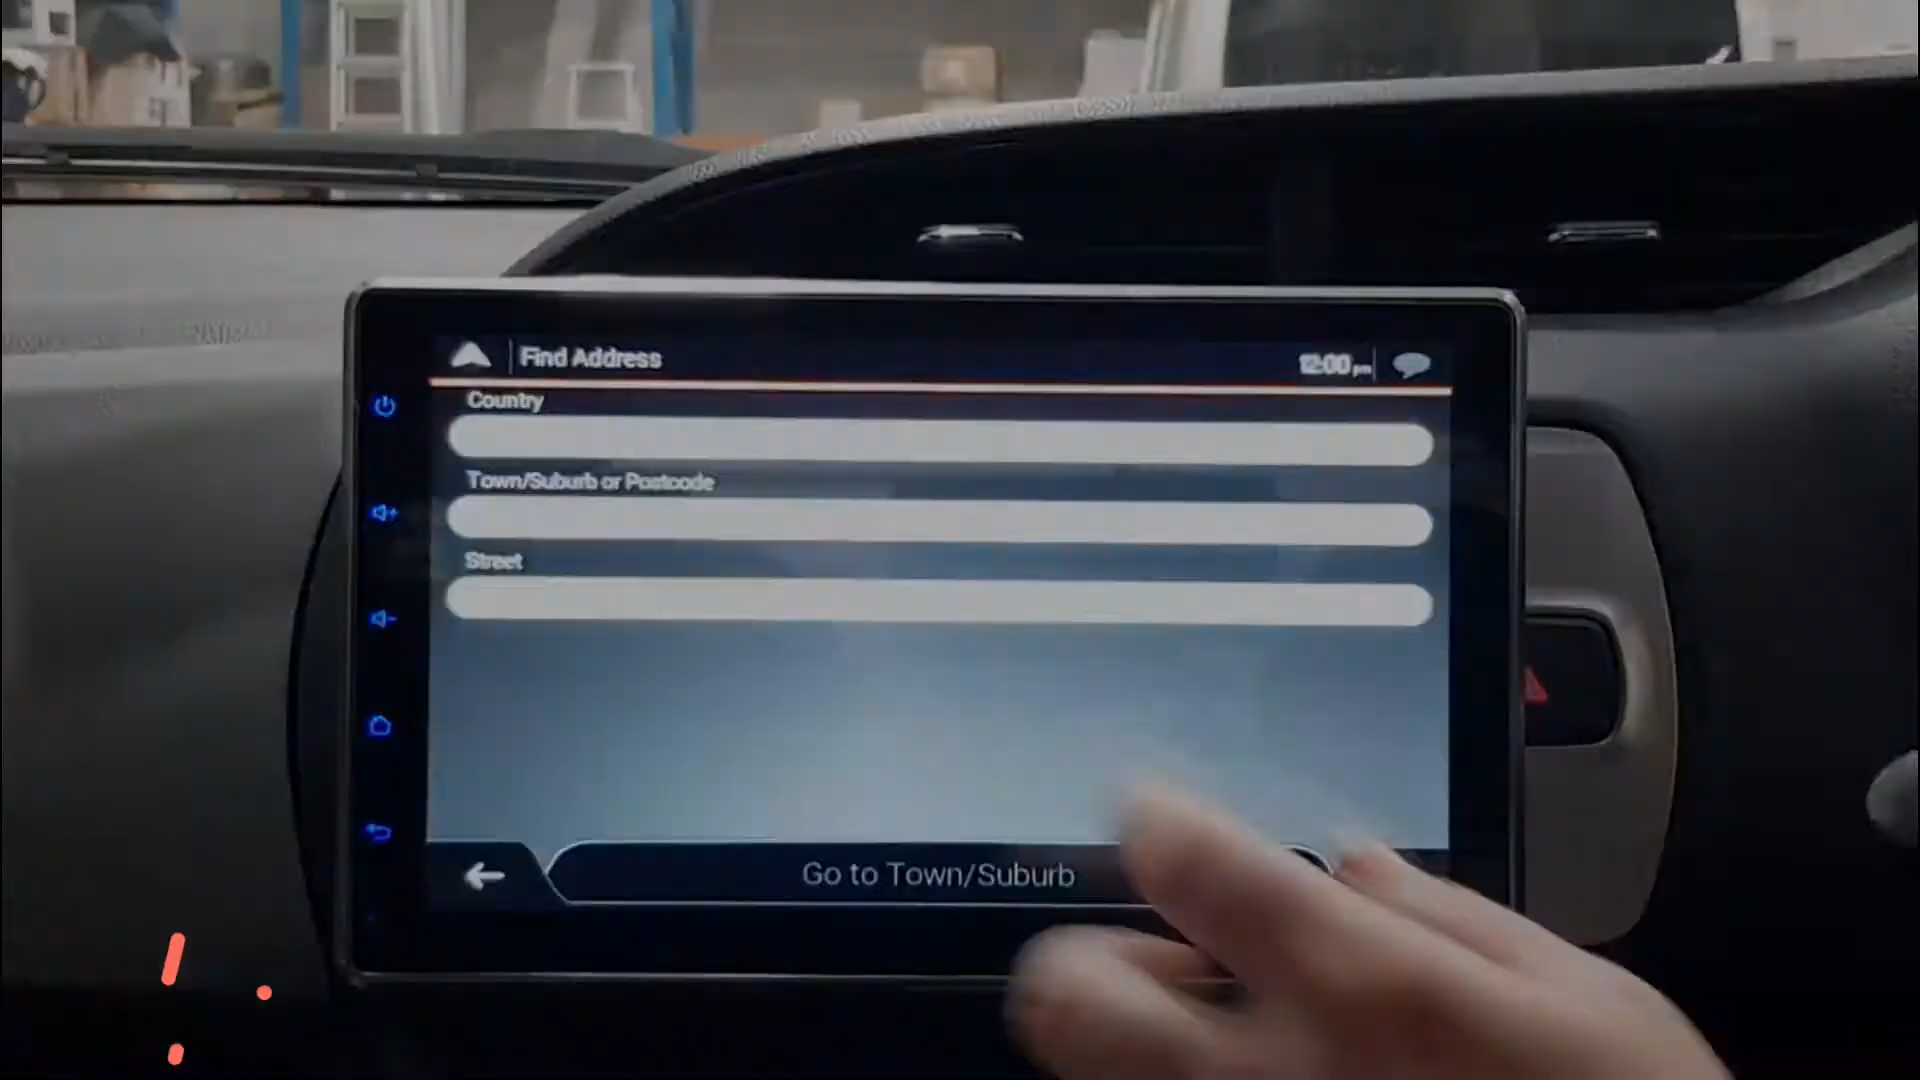 Find Address
12:00 pm
Country
Town/Suburb or Postcode
Street
Go to Town/Suburb